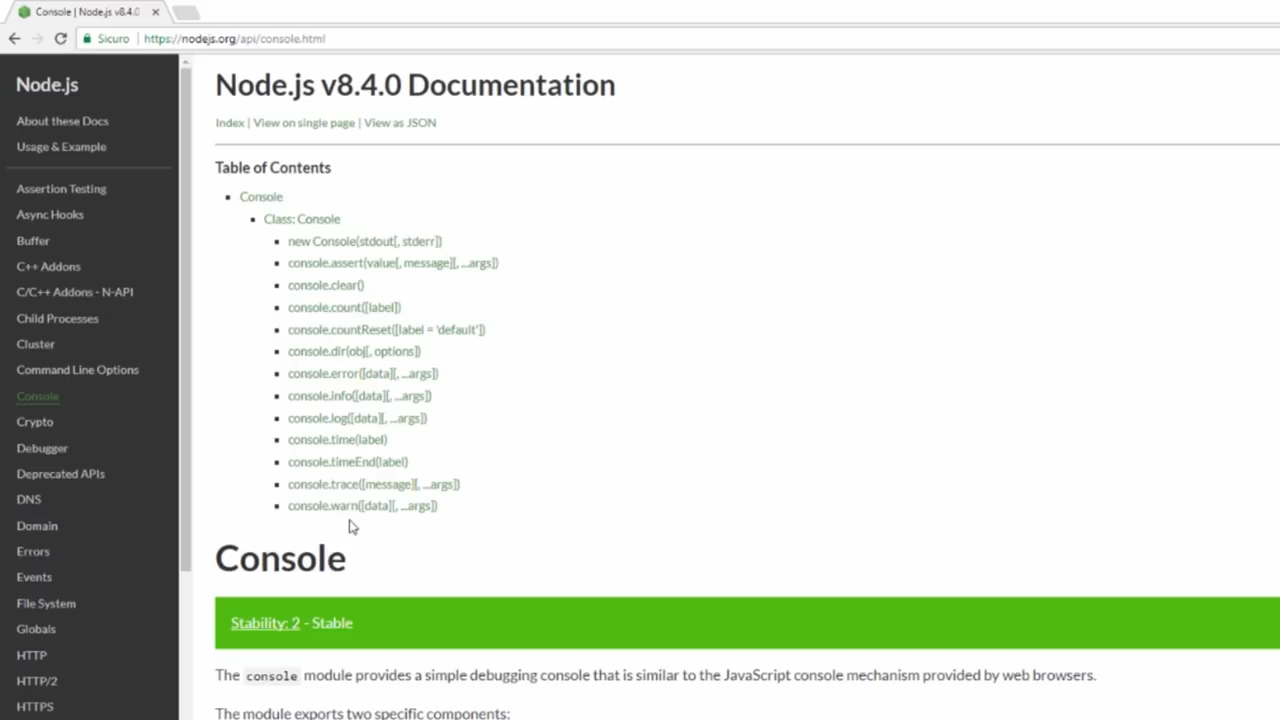 Console | Node.js v8.4.0
Sicuro
https://nodejs.org/api/console.html
Node.js
About these Docs
Usage & Example
Assertion Testing
Async Hooks
Buffer
C++ Addons
C/C++ Addons - N-API
Child Processes
Cluster
Command Line Options
Console
Crypto
Debugger
Deprecated APIs
DNS
Domain
Errors
Events
File System
Globals
HTTP
HTTP/2
HTTPS
Node.js v8.4.0 Documentation
Index | View on single page | View as JSON
Table of Contents
Console
Class: Console
new Console(stdout[, stderr])
console.assert(value[, message][, ...args])
console.clear()
console.count([label])
console.countReset([label = 'default'])
console.dir(obj[, options])
console.error([data][, ...args])
console.info([data][, ...args])
console.log([data][, ...args])
console.time(label)
console.timeEnd(label)
console.trace([message][, ...args])
console.warn([data][, ...args])
Console
Stability: 2 - Stable
The console module provides a simple debugging console that is similar to the JavaScript console mechanism provided by web browsers.
The module exports two specific components: